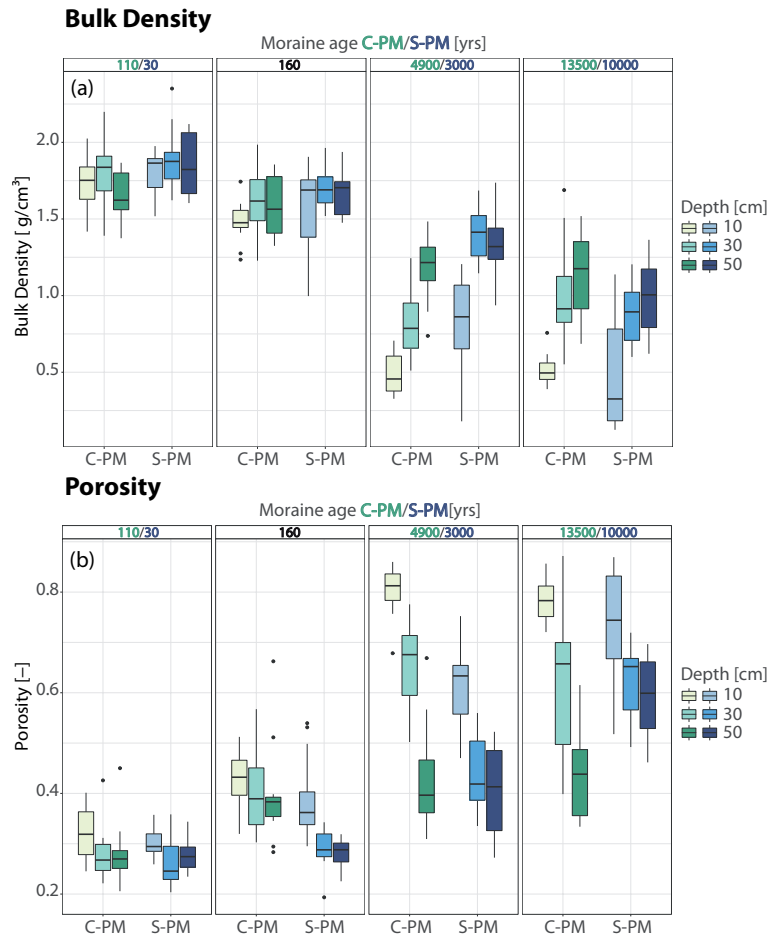 Bulk Density
Moraine age C-PM/S-PM [yrs]
110/30 160 4900/3000 13500/10000
(a)
Bulk Density [ g/cm³]
2.0
1.5
1.0
0.5
C-PM S-PM C-PM S-PM C-PM S-PM C-PM S-PM
Depth [cm]
10
30
50
Porosity
Moraine age C-PM/S-PM[yrs]
110/30 160 4900/3000 13500/10000
(b)
Porosity [–]
0.8
0.6
0.4
0.2
C-PM S-PM C-PM S-PM C-PM S-PM C-PM S-PM
Depth [cm]
10
30
50